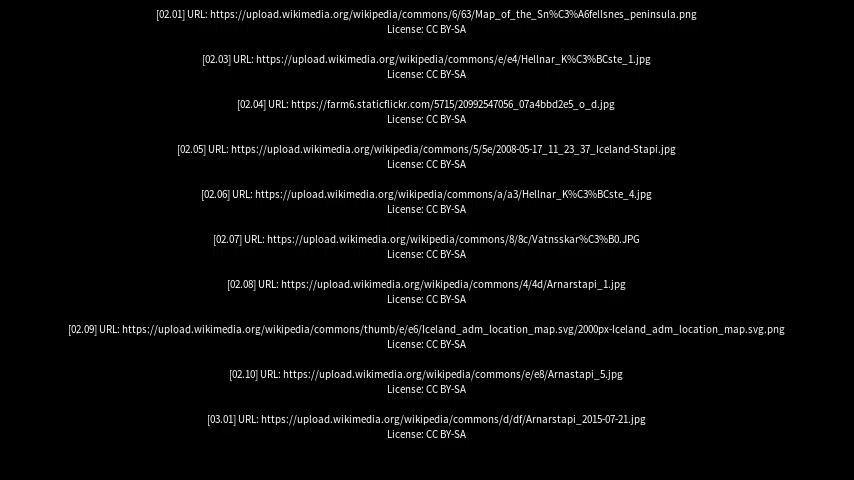 [02.01] URL: https://upload.wikimedia.org/wikipedia/commons/6/63/Map_of_the_Sn%C3%A6fellsnes_peninsula.png
License: CC BY-SA
[02.03] URL: https://upload.wikimedia.org/wikipedia/commons/e/e4/Hellnar_K%C3%BCste_1.jpg
License: CC BY-SA
[02.04] URL: https://farm6.staticflickr.com/5715/20992547056_07a4bbd2e5_o_d.jpg
License: CC BY-SA
[02.05] URL: https://upload.wikimedia.org/wikipedia/commons/5/5e/2008-05-17_11_23_37_Iceland-Stapi.jpg
License: CC BY-SA
[02.06] URL: https://upload.wikimedia.org/wikipedia/commons/a/a3/Hellnar_K%C3%BCste_4.jpg
License: CC BY-SA
[02.07] URL: https://upload.wikimedia.org/wikipedia/commons/8/8c/Vatnsskar%C3%B0.JPG
License: CC BY-SA
[02.08] URL: https://upload.wikimedia.org/wikipedia/commons/4/4d/Arnarstapi_1.jpg
License: CC BY-SA
[02.09] URL: https://upload.wikimedia.org/wikipedia/commons/thumb/e/e6/Iceland_adm_location_map.svg/2000px-Iceland_adm_location_map.svg.png
License: CC BY-SA
[02.10] URL: https://upload.wikimedia.org/wikipedia/commons/e/e8/Arnastapi_5.jpg
License: CC BY-SA
[03.01] URL: https://upload.wikimedia.org/wikipedia/commons/d/df/Arnarstapi_2015-07-21.jpg
License: CC BY-SA